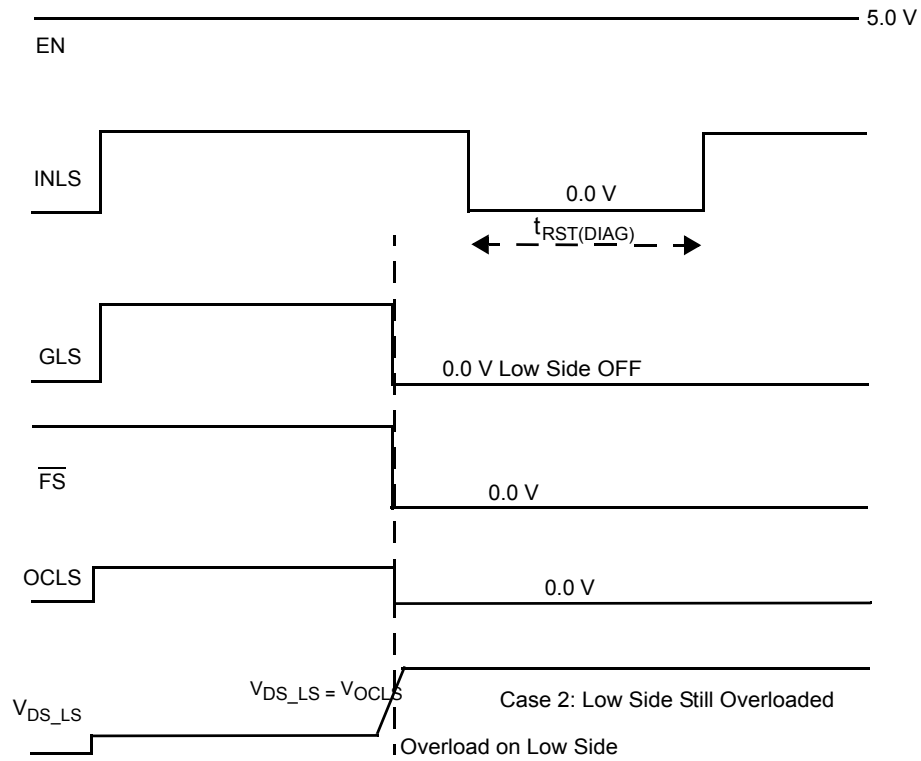 5.0 V
EN
INLS
0.0 V
tRST(DIAG)
GLS
0.0 V Low Side OFF
FS
0.0 V
OCLS
0.0 V
VDS_LS = VOCLS
Case 2: Low Side Still Overloaded
VDS_LS
Overload on Low Side